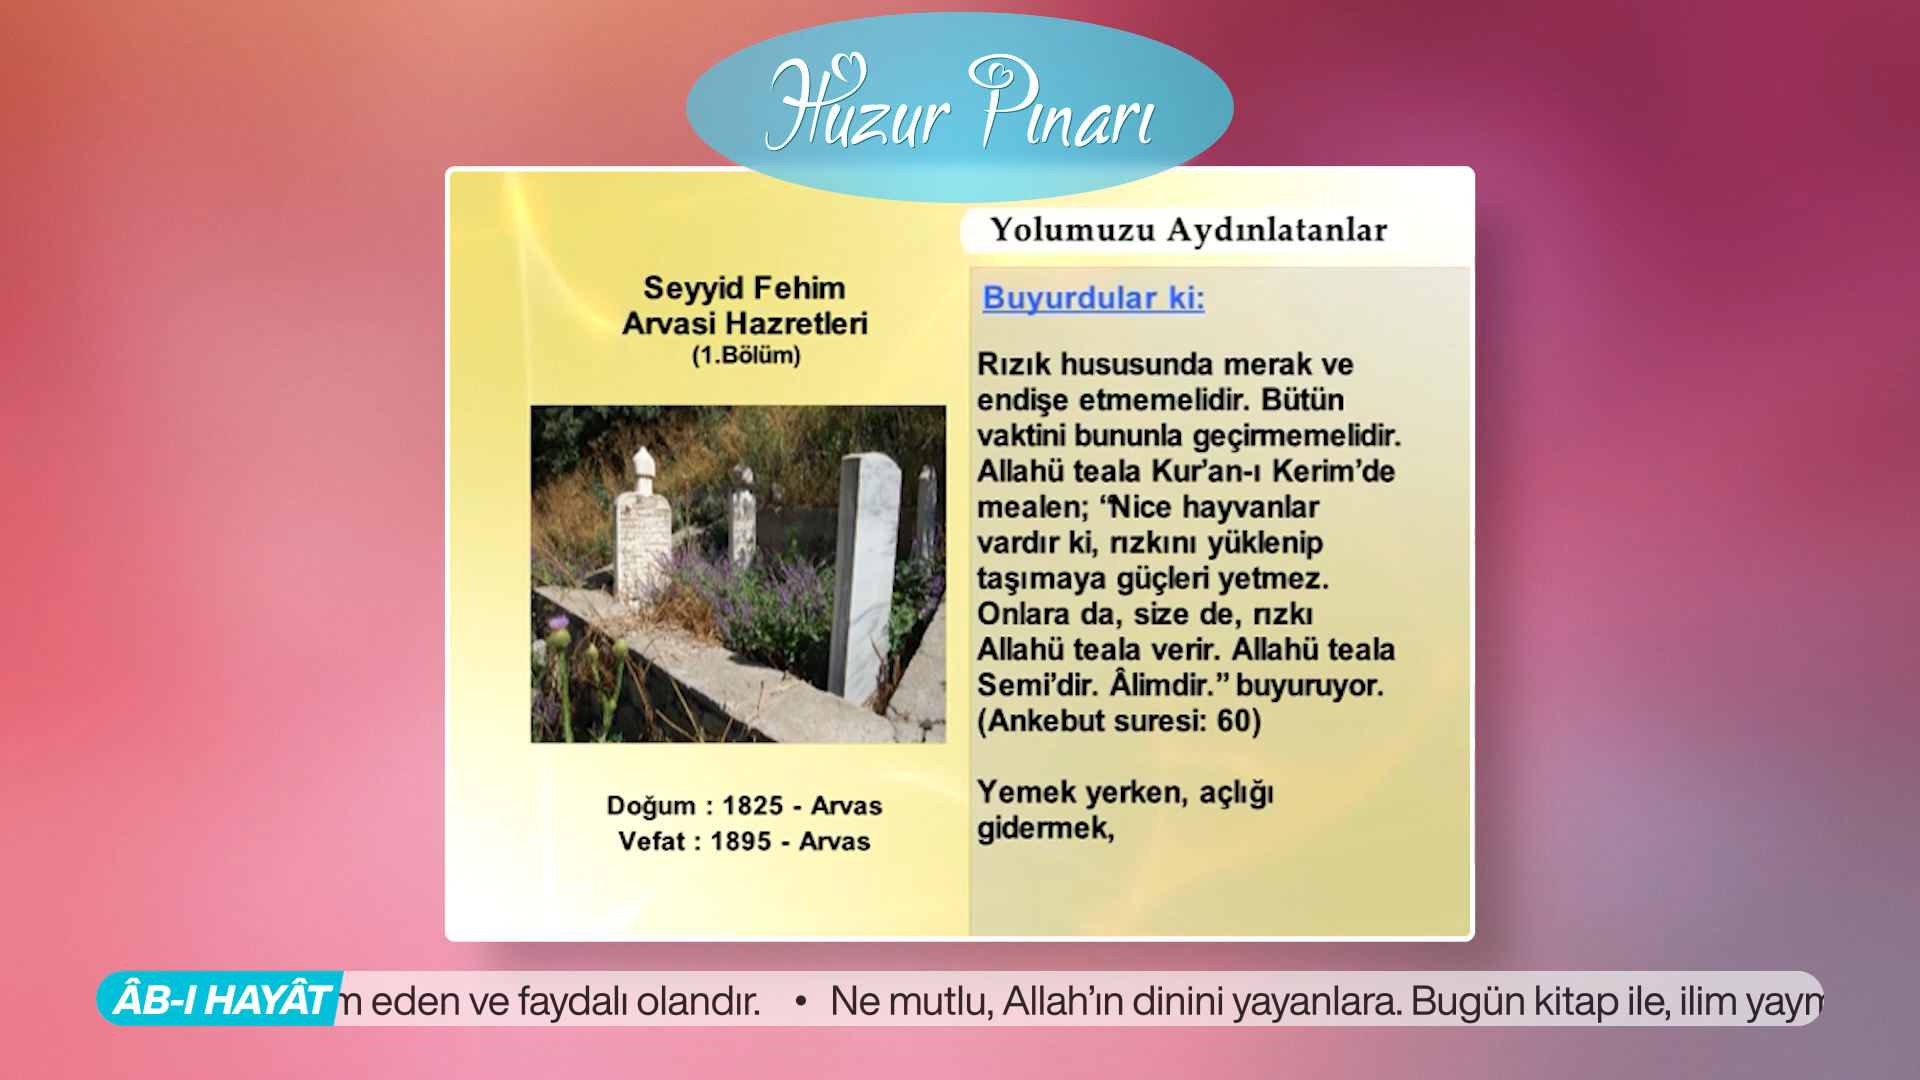 Huzur Pınarı
Yolumuzu Aydınlatanlar
Seyyid Fehim
Arvasi Hazretleri
(1.Bölüm)
Doğum : 1825 - Arvas
Vefat : 1895 - Arvas
Buyurdular ki:
Rızık hususunda merak ve
endişe etmemelidir. Bütün
vaktini bununla geçirmemelidir.
Allahü teala Kur’an-ı Kerim’de
mealen; “Nice hayvanlar
vardır ki, rızkını yüklenip
taşımaya güçleri yetmez.
Onlara da, size de, rızkı
Allahü teala verir. Allahü teala
Semi’dir. Âlimdir.” buyuruyor.
(Ankebut suresi: 60)
Yemek yerken, açlığı
gidermek,
ÂB-I HAYÂT m eden ve faydalı olandır. • Ne mutlu, Allah’ın dinini yayanlara. Bugün kitap ile, ilim yaym